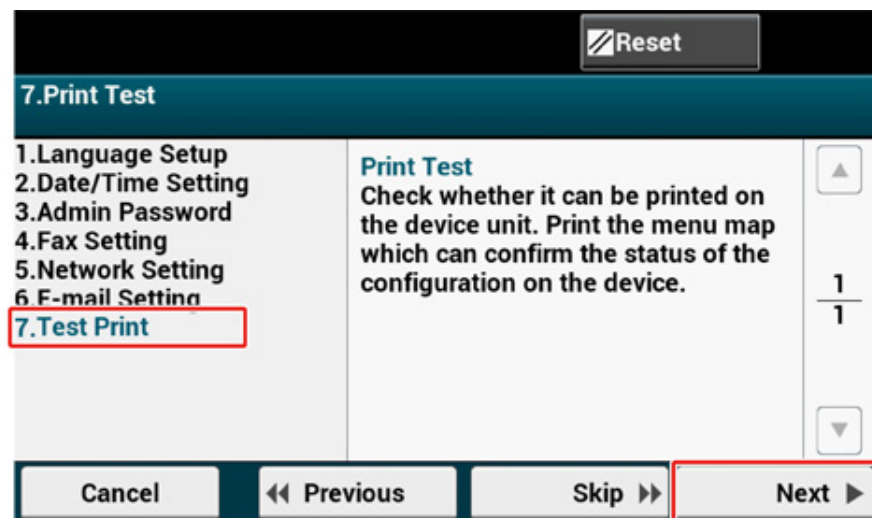 Reset
7.Print Test
1.Language Setup
2.Date/Time Setting
3.Admin Password
4.Fax Setting
5.Network Setting
6.E-mail Setting
7.Test Print
Print Test
Check whether it can be printed on
the device unit. Print the menu map
which can confirm the status of the
configuration on the device.
1
1
Cancel
Previous
Skip
Next